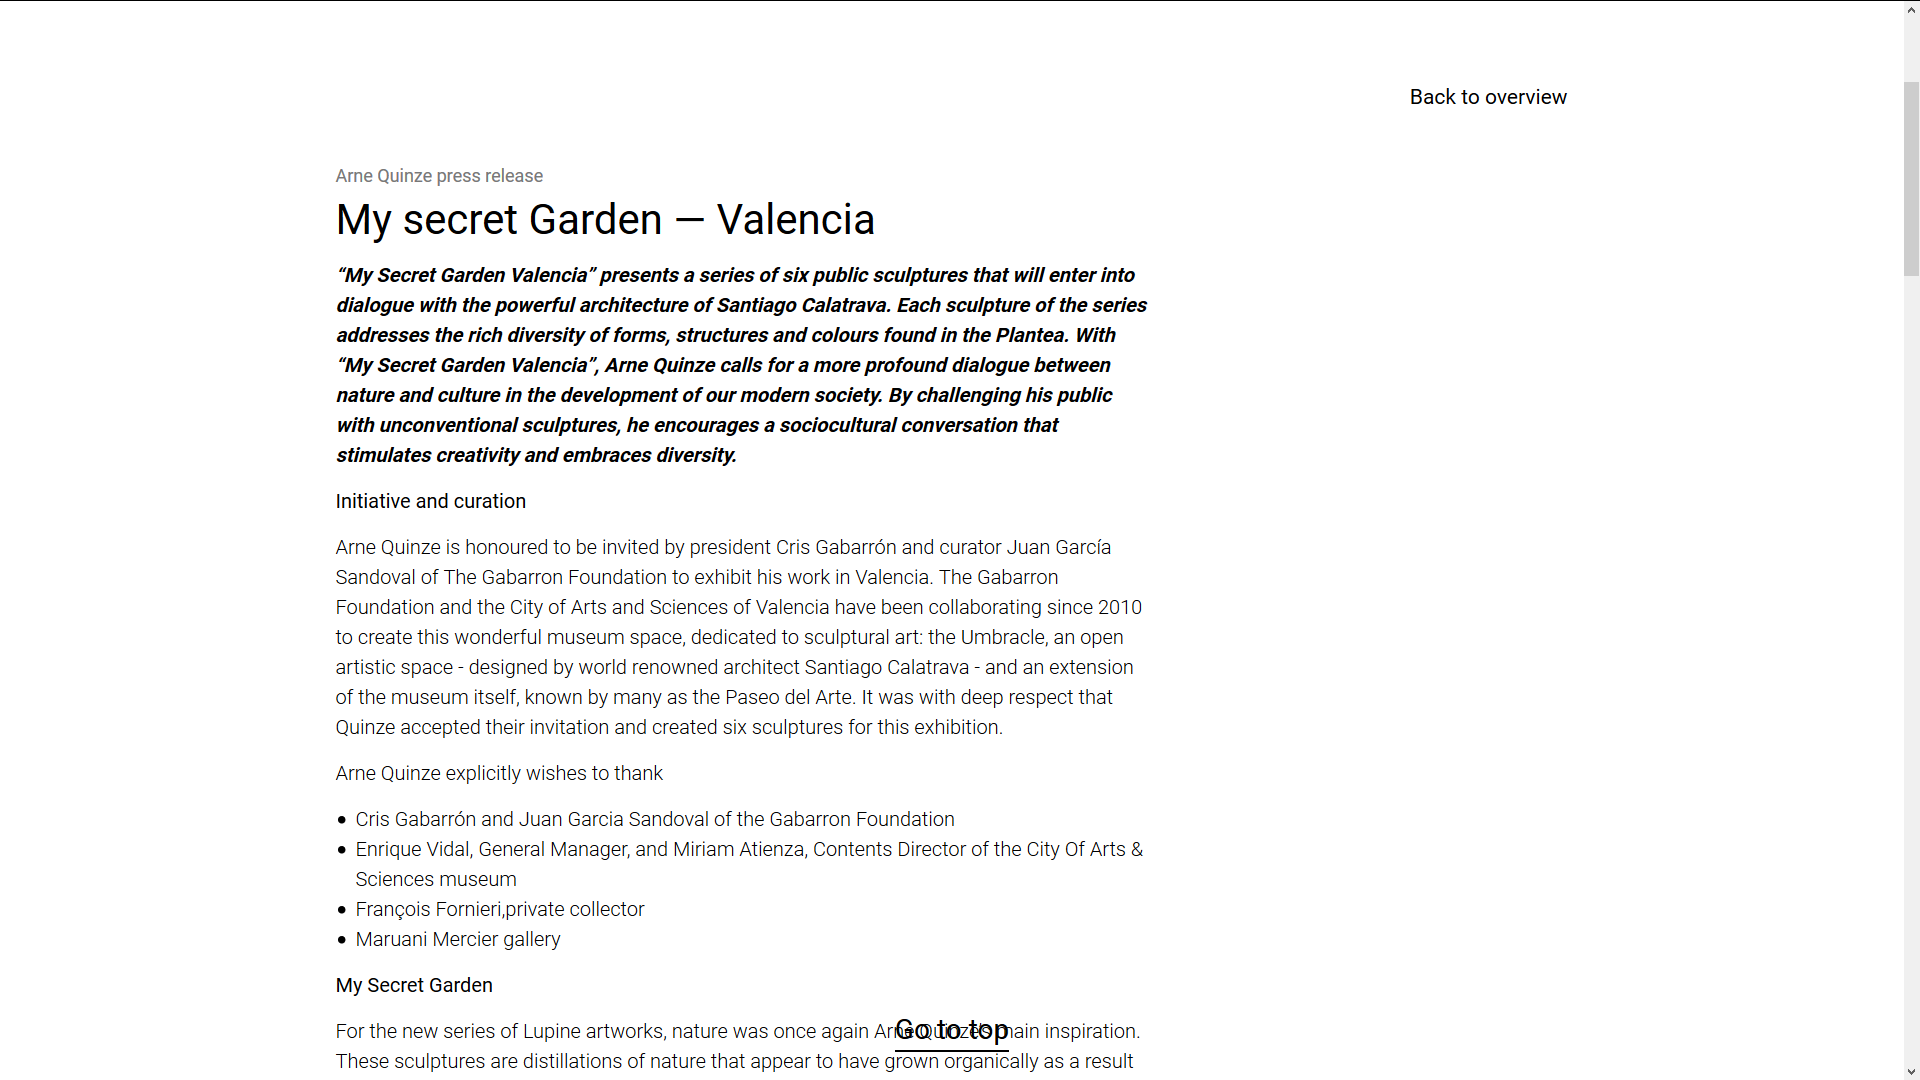 Back to overview
Arne Quinze press release
My secret Garden — Valencia
“My Secret Garden Valencia” presents a series of six public sculptures that will enter into
dialogue with the powerful architecture of Santiago Calatrava. Each sculpture of the series
addresses the rich diversity of forms, structures and colours found in the Plantea. With
“My Secret Garden Valencia”, Arne Quinze calls for a more profound dialogue between
nature and culture in the development of our modern society. By challenging his public
with unconventional sculptures, he encourages a sociocultural conversation that
stimulates creativity and embraces diversity.
Initiative and curation
Arne Quinze is honoured to be invited by president Cris Gabarrón and curator Juan García
Sandoval of The Gabarron Foundation to exhibit his work in Valencia. The Gabarron
Foundation and the City of Arts and Sciences of Valencia have been collaborating since 2010
to create this wonderful museum space, dedicated to sculptural art: the Umbracle, an open
artistic space - designed by world renowned architect Santiago Calatrava - and an extension
of the museum itself, known by many as the Paseo del Arte. It was with deep respect that
Quinze accepted their invitation and created six sculptures for this exhibition.
Arne Quinze explicitly wishes to thank
• Cris Gabarrón and Juan Garcia Sandoval of the Gabarron Foundation
• Enrique Vidal, General Manager, and Miriam Atienza, Contents Director of the City Of Arts &
Sciences museum
• François Fornieri,private collector
• Maruani Mercier gallery
My Secret Garden
For the new series of Lupine artworks, nature was once again Arne Quinze's main inspiration.
Go to top
These sculptures are distillations of nature that appear to have grown organically as a result